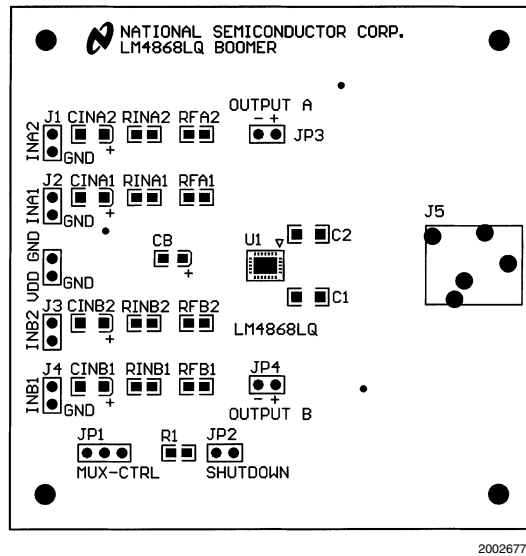 NATIONAL SEMICONDUCTOR CORP.
LM4868LQ BOOMER
OUTPUT A
- +
JP3
J1 CINA2 RINA2 RFA2
INA2
GND +
J2 CINA1 RINA1 RFA1
INA1
GND +
J5
VDD GND
GND
CB
+
U1
C2
C1
J3 CINB2 RINB2 RFB2
INB2
GND +
LM4868LQ
J4 CINB1 RINB1 RFB1
INB1
GND +
JP4
- +
OUTPUT B
JP1 R1 JP2
MUX-CTRL SHUTDOWN
2002677